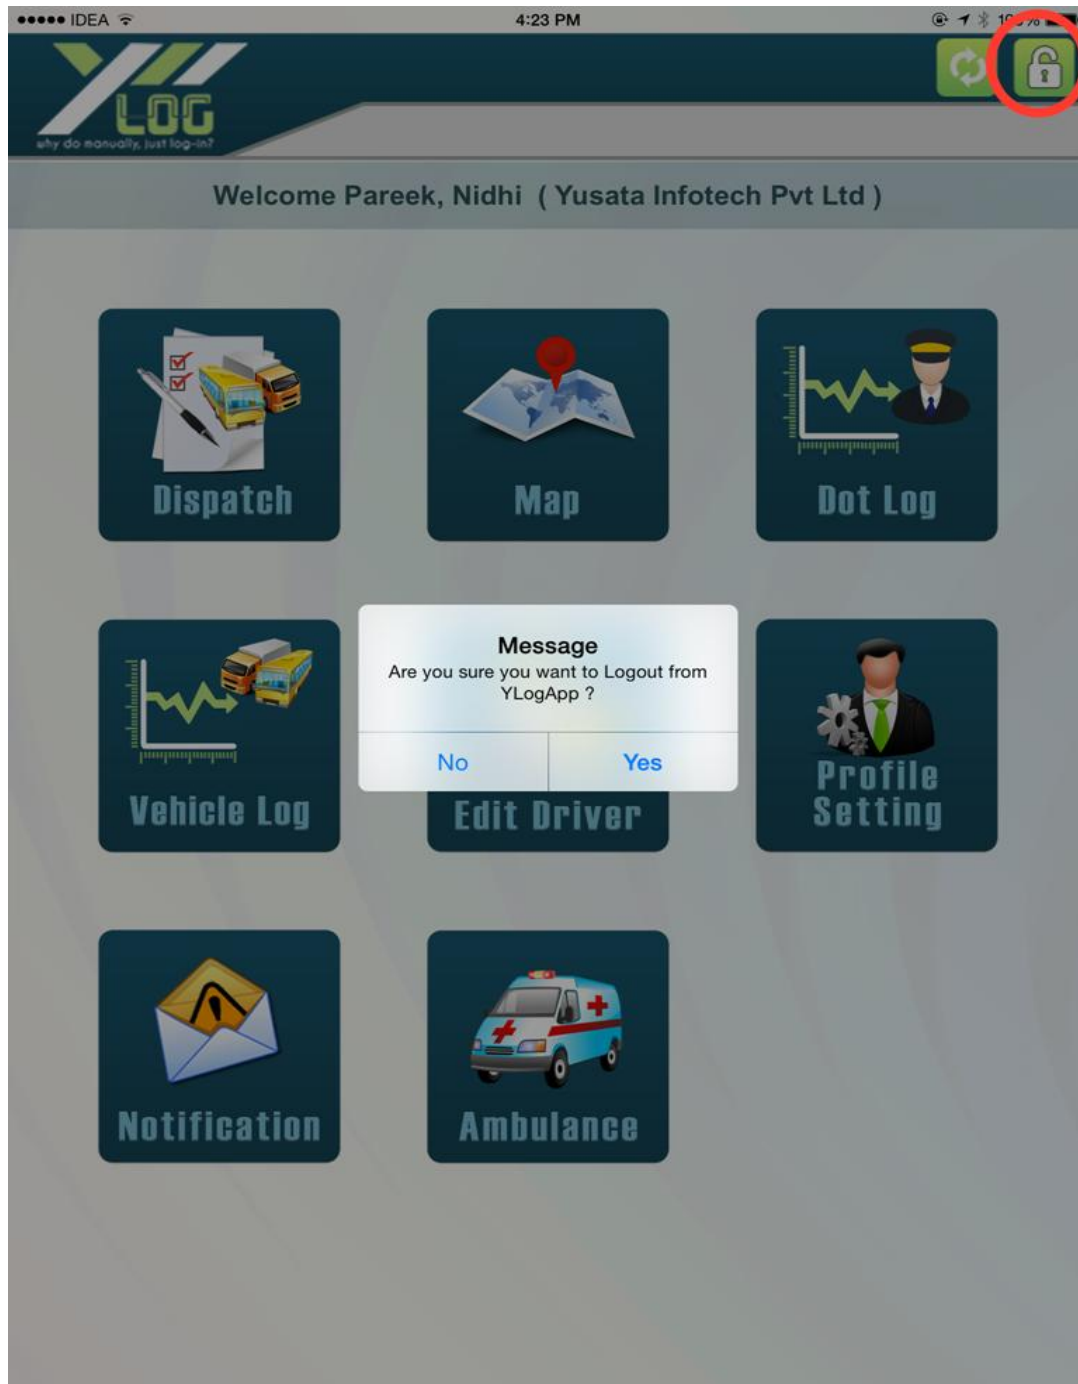 IDEA
4:23 PM
LOG
why do manually, just log-in?
Welcome Pareek, Nidhi ( Yusata Infotech Pvt Ltd )
Dispatch
Map
Dot Log
Message
Are you sure you want to Logout from
YLogApp ?
No
Yes
Vehicle Log
Edit Driver
Profile
Setting
Notification
Ambulance